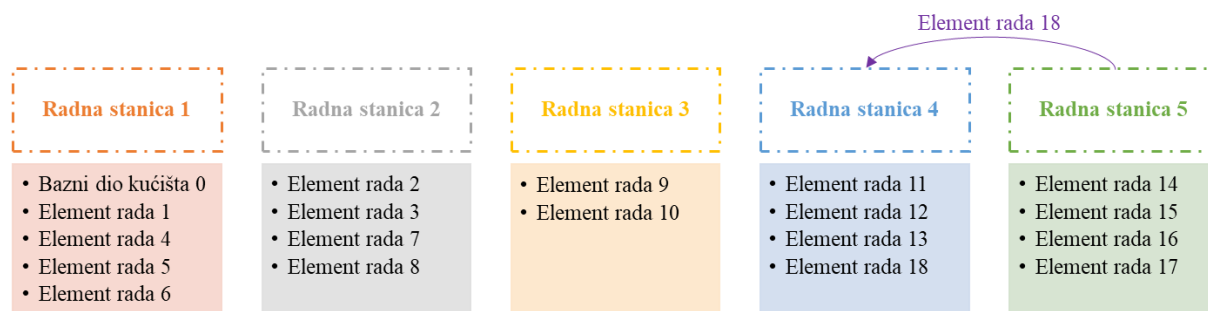 Element rada 18
Radna stanica 1
Radna stanica 2
Radna stanica 3
Radna stanica 4
Radna stanica 5
• Bazni dio kućišta 0
• Element rada 1
• Element rada 4
• Element rada 5
• Element rada 6
• Element rada 2
• Element rada 3
• Element rada 7
• Element rada 8
• Element rada 9
• Element rada 10
• Element rada 11
• Element rada 12
• Element rada 13
• Element rada 18
• Element rada 14
• Element rada 15
• Element rada 16
• Element rada 17